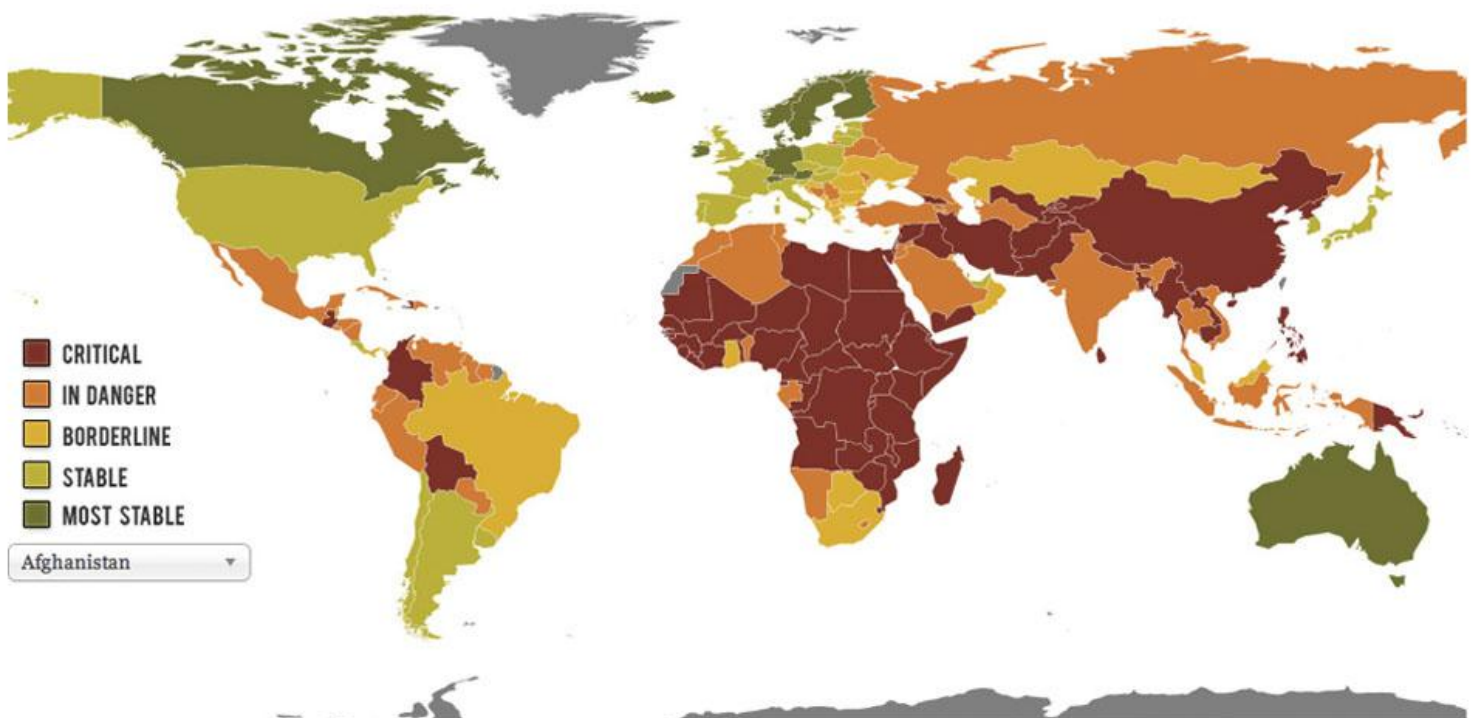 CRITICAL
IN DANGER
BORDERLINE
STABLE
MOST STABLE
Afghanistan